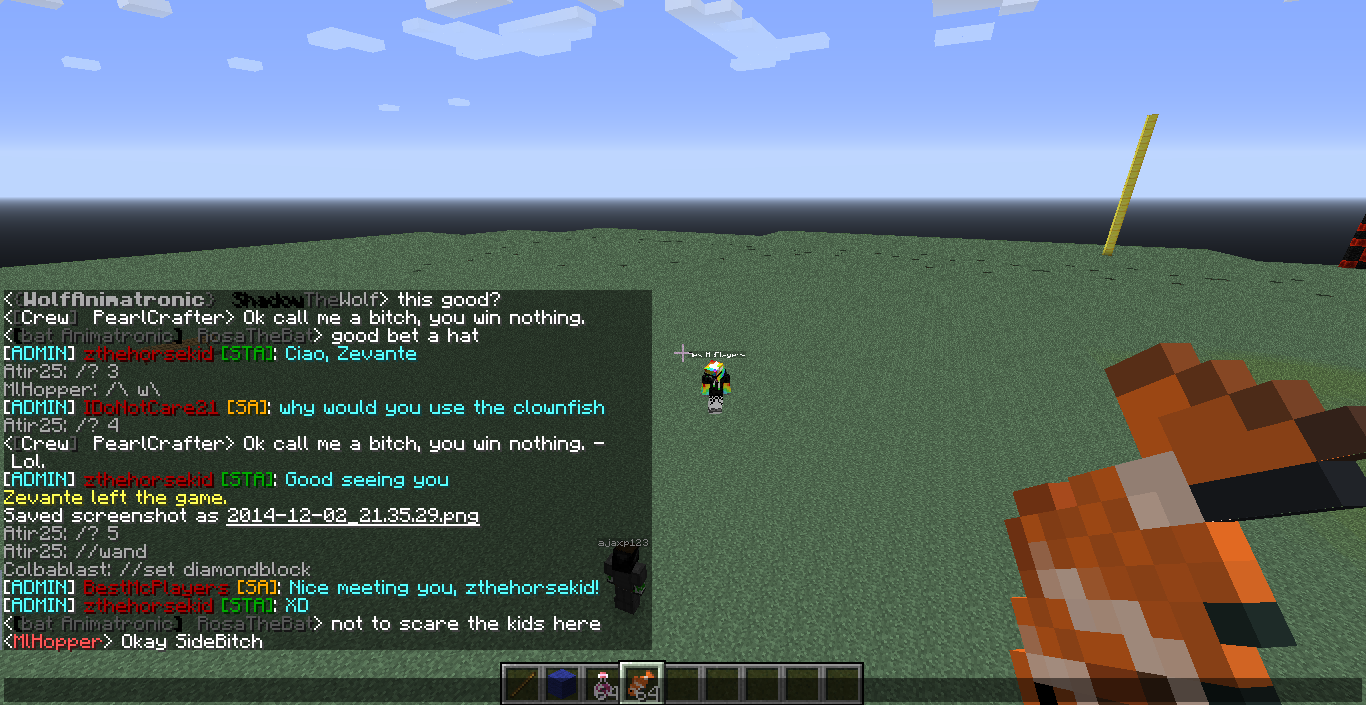 <[WolfAnimatronic] ShadowTheWolf> this good?
<[Crew] PearlCrafter> Ok call me a bitch, you win nothing.
<[bat Animatronic] RosaTheBat> good bet a hat
[ADMIN] zthehorsekid [STA]: Ciao, Zevante
Atir25: /? 3
MlHopper: /\ w\
[ADMIN] IDoNotCare21 [SA]: why would you use the clownfish
Atir25: /? 4
<[Crew] PearlCrafter> Ok call me a bitch, you win nothing. -
Lol.
[ADMIN] zthehorsekid [STA]: Good seeing you
Zevante left the game.
Saved screenshot as 2014-12-02_21.35.29.png
Atir25: /? 5
Atir25: //wand
ajaxp123
Colbablast: //set diamondblock
[ADMIN] BestMcPlayers [SA]: Nice meeting you, zthehorsekid!
[ADMIN] zthehorsekid [STA]: XD
<[bat Animatronic] RosaTheBat> not to scare the kids here
<MlHopper> Okay SideBitch
64 64